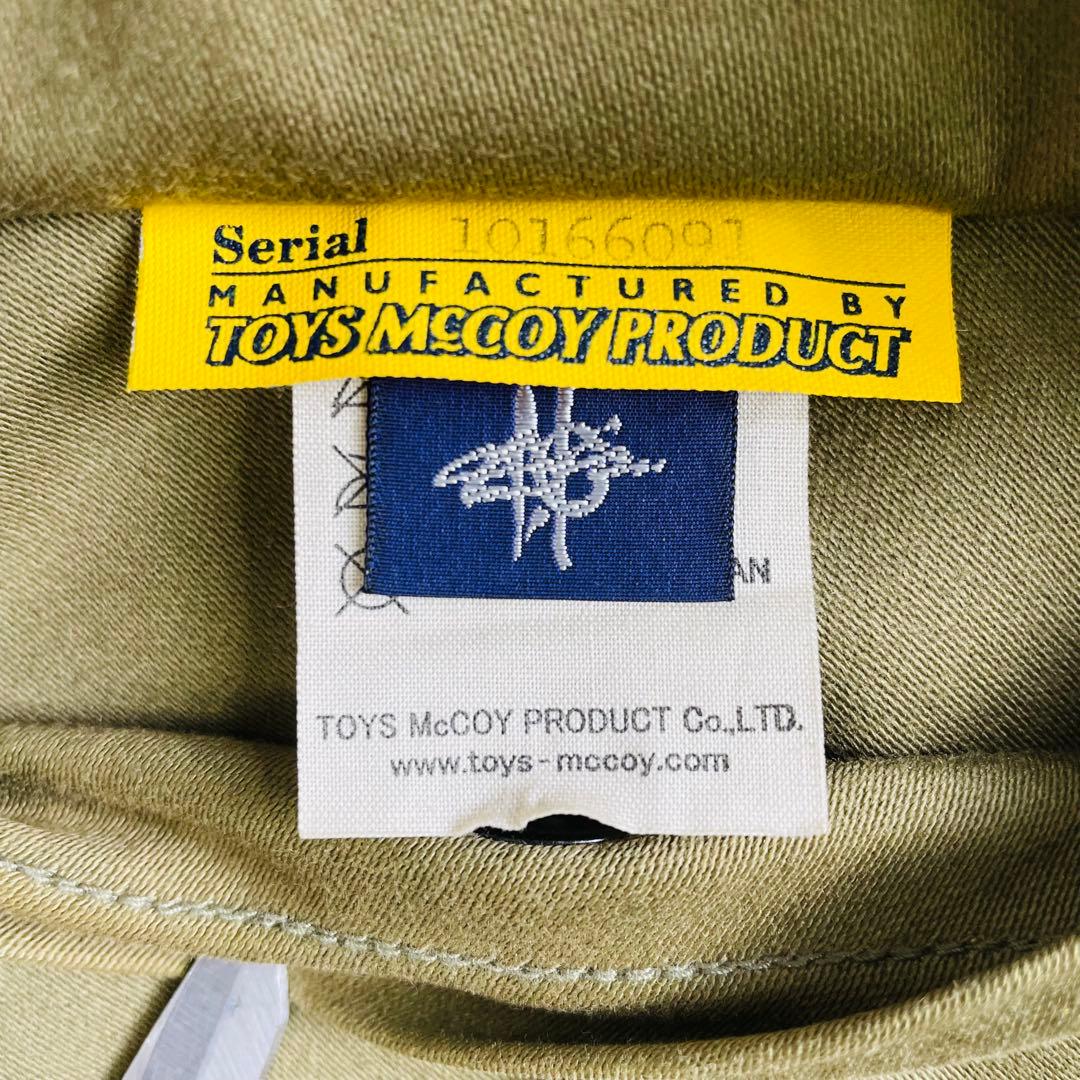 Serial 10166091
MANUFACTURED BY
TOYS McCOY PRODUCT
AN
TOYS McCOY PRODUCT Co.,LTD.
www.toys-mccoy.com